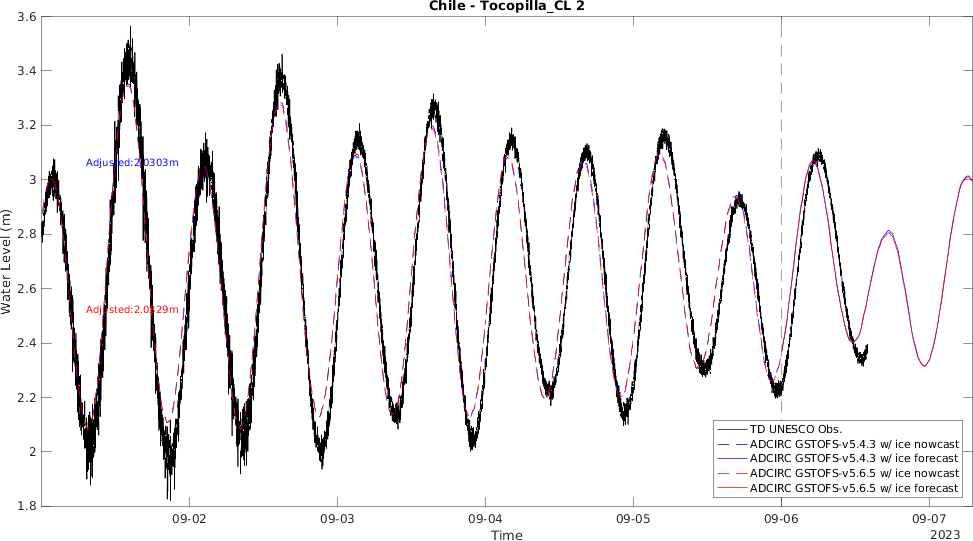 Chile - Tocopilla_CL 2
3.6
3.4
3.2
3
2.8
2.6
2.4
2.2
2
1.8
Water Level (m)
Adjusted:2.0303m
Adjusted:2.0329m
TD UNESCO Obs.
ADCIRC GSTOFS-v5.4.3 w/ ice nowcast
ADCIRC GSTOFS-v5.4.3 w/ ice forecast
ADCIRC GSTOFS-v5.6.5 w/ ice nowcast
ADCIRC GSTOFS-v5.6.5 w/ ice forecast
09-02 09-03 09-04 09-05 09-06 09-07
Time 2023